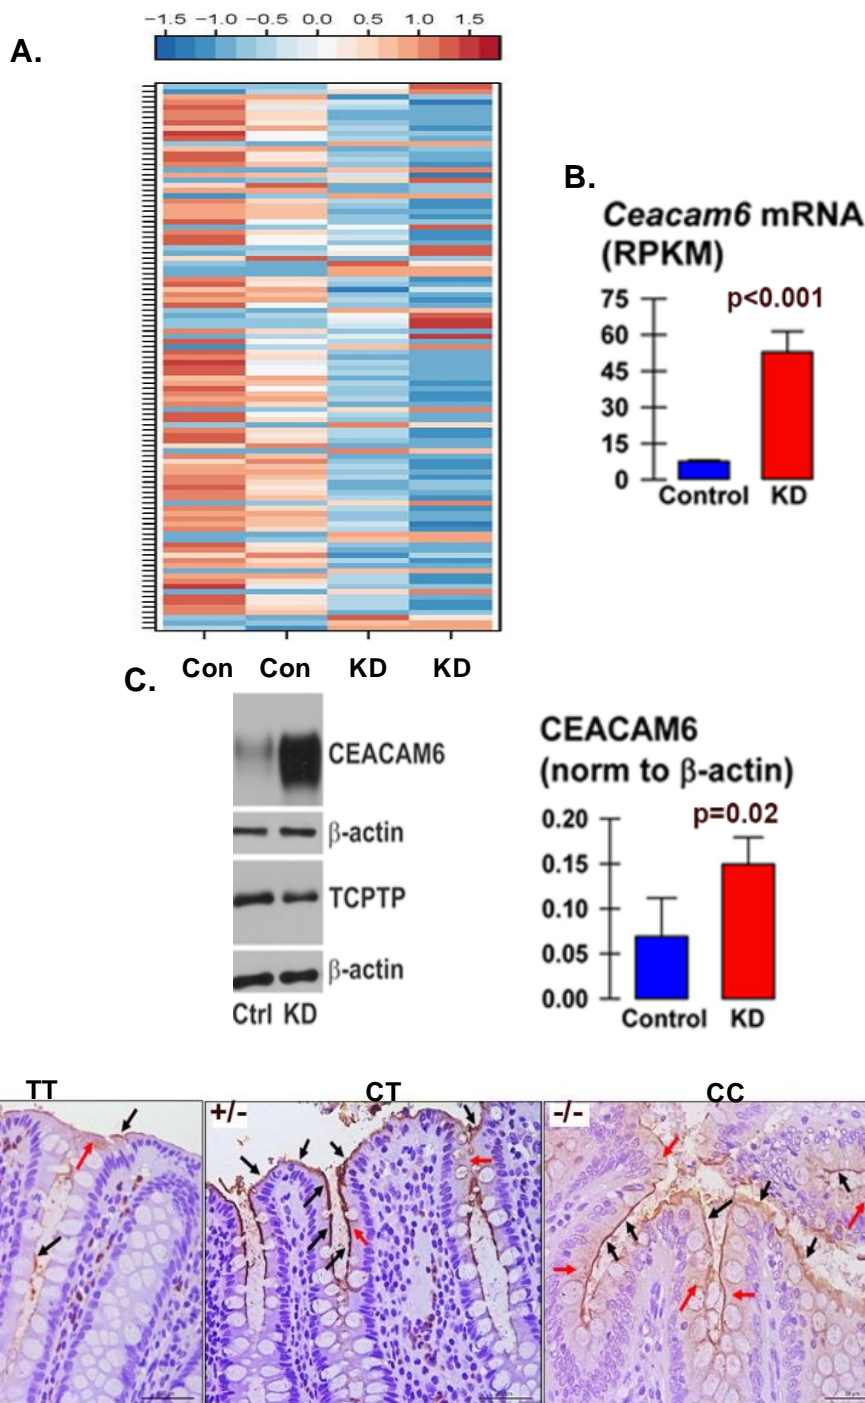 −1.5 −1.0 −0.5 0.0 0.5 1.0 1.5
A.
Con Con KD KD
B.
Ceacam6 mRNA
(RPKM)
p<0.001
75
60
45
30
15
0
Control KD
C.
CEACAM6
β-actin
TCPTP
β-actin
Ctrl KD
CEACAM6
(norm to β-actin)
p=0.02
0.20
0.15
0.10
0.05
0.00
Control KD
TT CT CC
+/- -/-